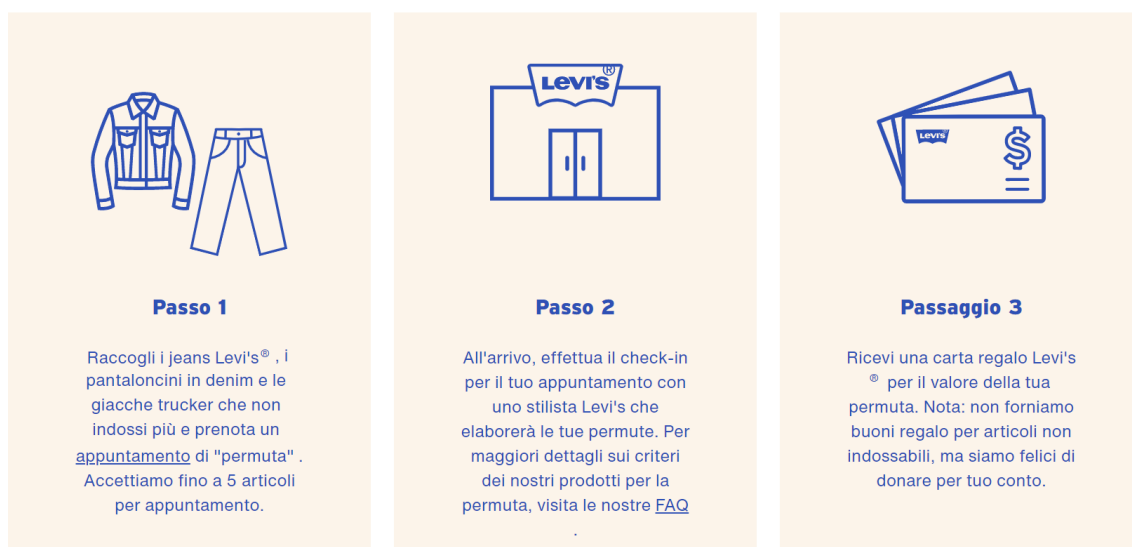 Levi's®
Levi's®
Passo 1
Raccogli i jeans Levi's® , i
pantaloncini in denim e le
giacche trucker che non
indossi più e prenota un
appuntamento di "permuta" .
Accettiamo fino a 5 articoli
per appuntamento.
Passo 2
All'arrivo, effettua il check-in
per il tuo appuntamento con
uno stilista Levi's che
elaborerà le tue permute. Per
maggiori dettagli sui criteri
dei nostri prodotti per la
permuta, visita le nostre FAQ
.
Passaggio 3
Ricevi una carta regalo Levi's
® per il valore della tua
permuta. Nota: non forniamo
buoni regalo per articoli non
indossabili, ma siamo felici di
donare per tuo conto.